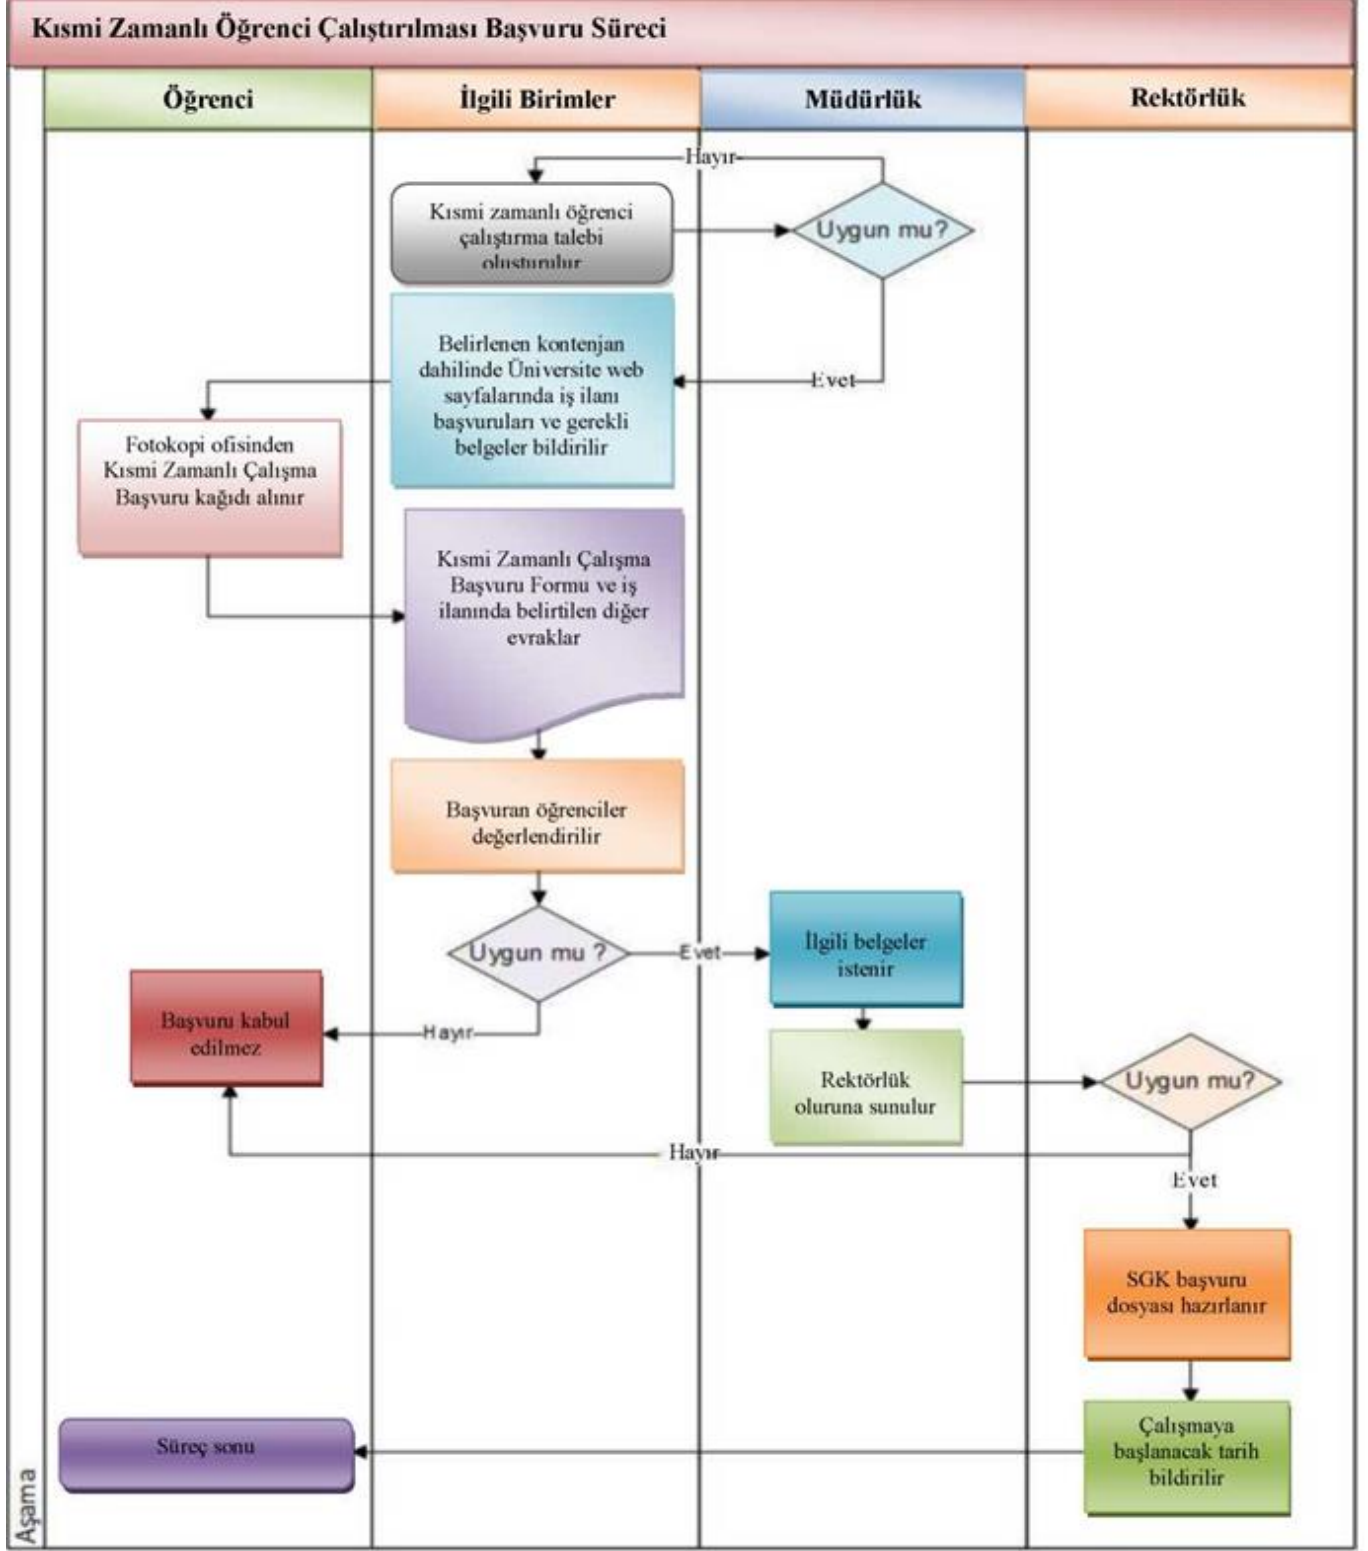 Kısmi Zamanlı Öğrenci Çalıştırılması Başvuru Süreci
Öğrenci
İlgili Birimler
Müdürlük
Rektörlük
Hayır
Kısmi zamanlı öğrenci
çalıştırma talebi
oluşturulur
Uygun mu?
Belirlenen kontenjan
dahilinde Üniversite web
sayfalarında iş ilanı
başvuruları ve gerekli
belgeler bildirilir
Evet
Fotokopi ofisinden
Kısmi Zamanlı Çalışma
Başvuru kağıdı alınır
Kısmi Zamanlı Çalışma
Başvuru Formu ve iş
ilanında belirtilen diğer
evraklar
Başvuran öğrenciler
değerlendirilir
Uygun mu ?
Evet
İlgili belgeler
istenir
Hayır
Başvuru kabul
edilmez
Rektörlük
oluruna sunulur
Uygun mu?
Hayır
Evet
SGK başvuru
dosyası hazırlanır
Çalışmaya
başlanacak tarih
bildirilir
Süreç sonu
Aşama